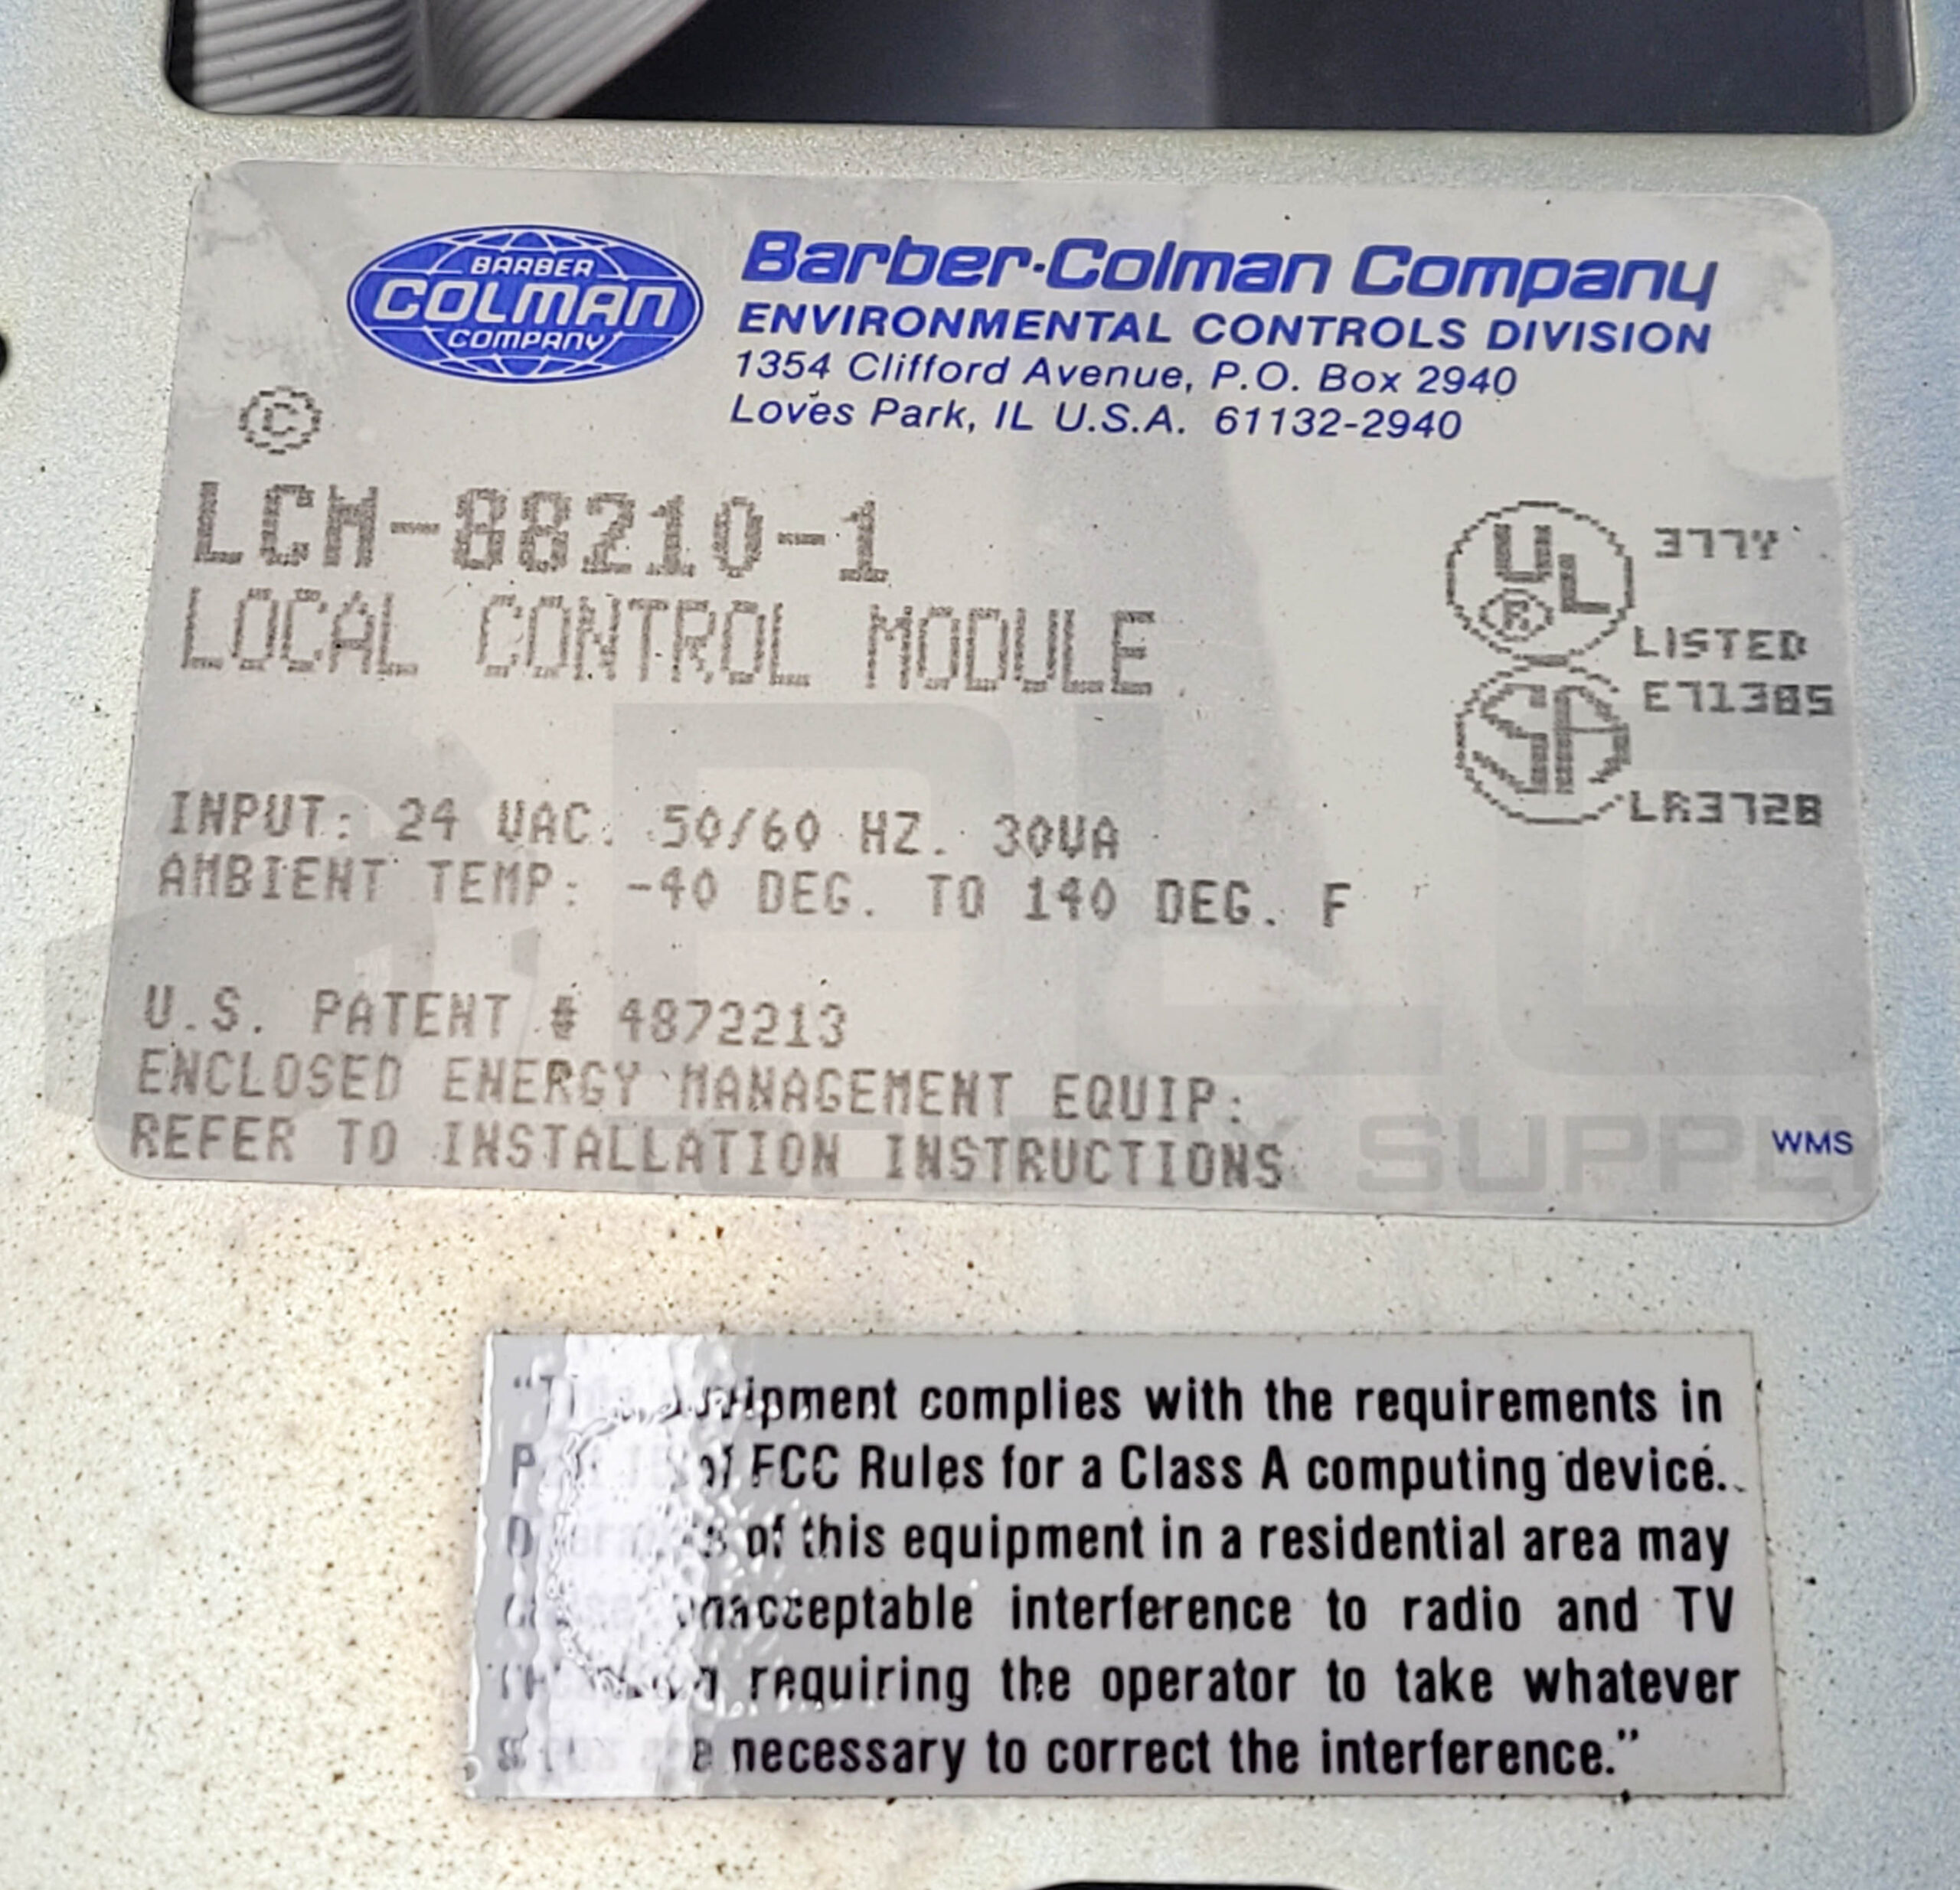 BARBER
COLMAN
COMPANY
Barber-Colman Company
ENVIRONMENTAL CONTROLS DIVISION
1354 Clifford Avenue, P.O. Box 2940
Loves Park, IL U.S.A. 61132-2940
©
LCM-88210-1
LOCAL CONTROL MODULE
UL
®
377Y
LISTED
E71385
SA
LR3728
INPUT: 24 VAC. 50/60 HZ. 30VA
AMBIENT TEMP: -40 DEG. TO 140 DEG. F
U.S. PATENT # 4872213
ENCLOSED ENERGY MANAGEMENT EQUIP:
REFER TO INSTALLATION INSTRUCTIONS
WMS
SUPPLY
equipment complies with the requirements in
of FCC Rules for a Class A computing device.
of this equipment in a residential area may
unacceptable interference to radio and TV
requiring the operator to take whatever
necessary to correct the interference."